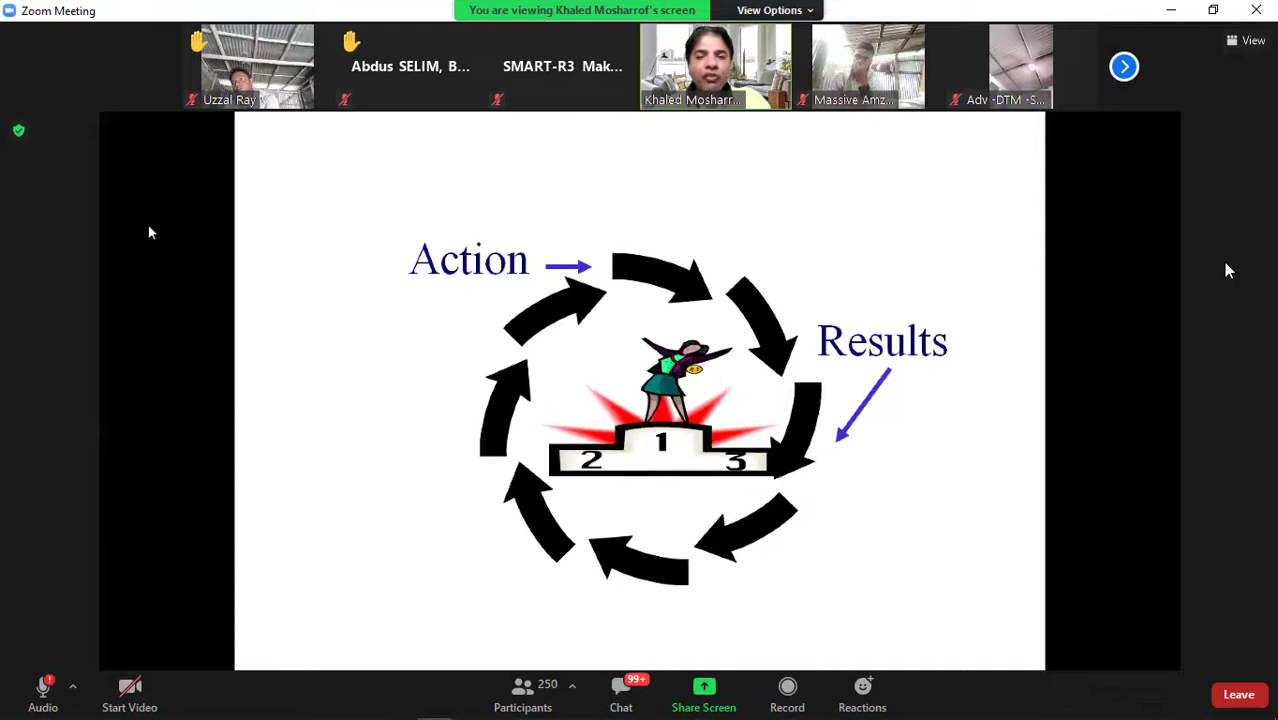 Zoom Meeting
You are viewing Khaled Mosharrof's screen
View Options
View
Uzzal Ray
Abdus SELIM, B...
SMART-R3 Mak...
Khaled Mosharr...
Massive Amz...
Adv -DTM -S...
Action
Results
1
2
3
Audio
Start Video
250
Participants
99+
Chat
Share Screen
Record
Reactions
Leave